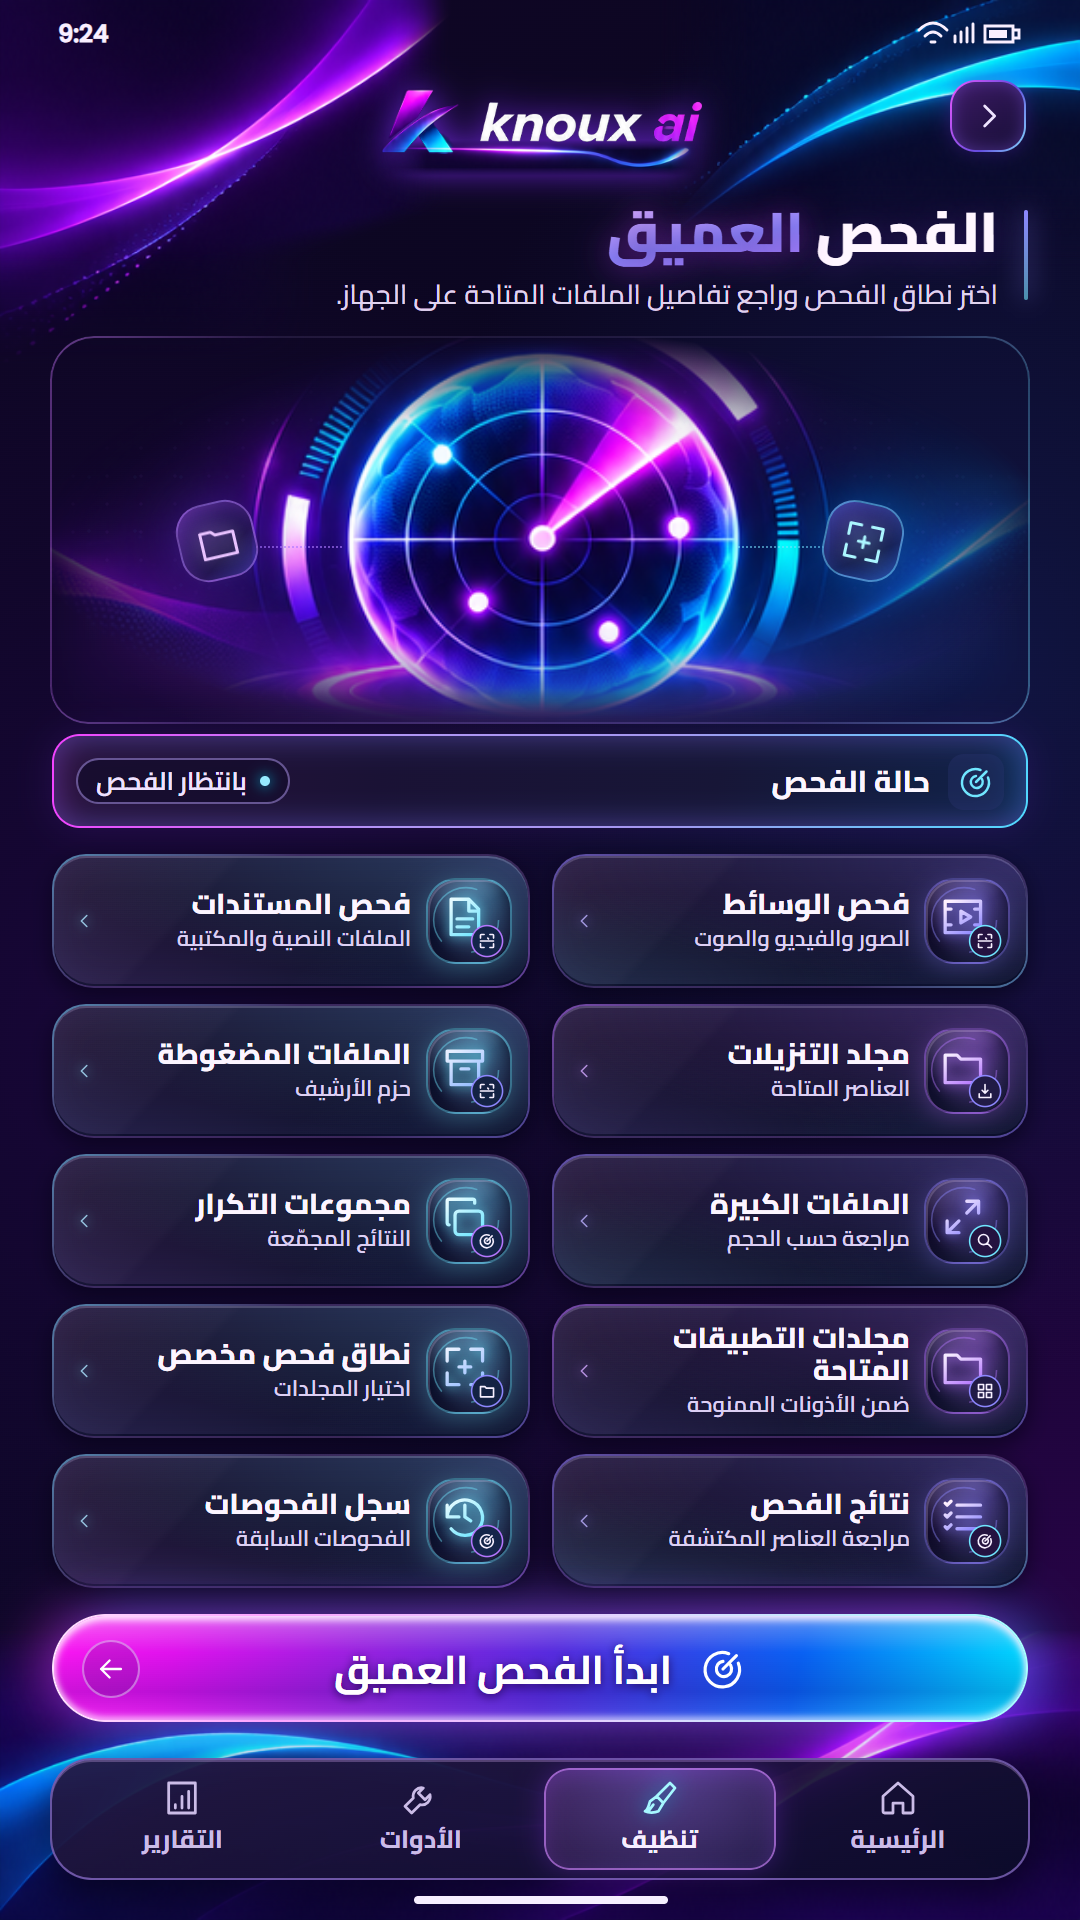 9:24
knoux ai
الفحص العميق
اختر نطاق الفحص وراجع تفاصيل الملفات المتاحة على الجهاز.
حالة الفحص
بانتظار الفحص
فحص الوسائط
الصور والفيديو والصوت
فحص المستندات
الملفات النصية والمكتبية
مجلد التنزيلات
العناصر المتاحة
الملفات المضغوطة
حزم الأرشيف
الملفات الكبيرة
مراجعة حسب الحجم
مجموعات التكرار
النتائج المجمّعة
مجلدات التطبيقات
المتاحة
ضمن الأذونات الممنوحة
نطاق فحص مخصص
اختيار المجلدات
نتائج الفحص
مراجعة العناصر المكتشفة
سجل الفحوصات
الفحوصات السابقة
ابدأ الفحص العميق
الرئيسية
تنظيف
الأدوات
التقارير